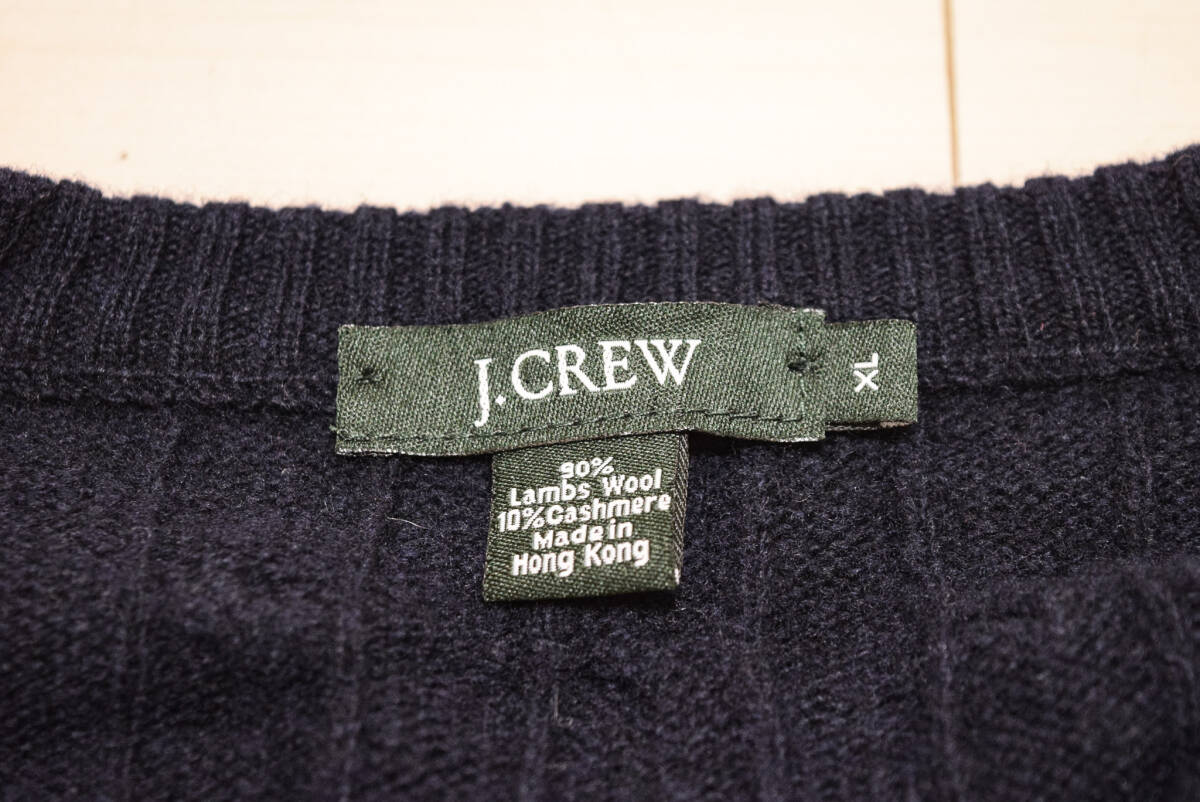 J.CREW
XL
90%
Lambs Wool
10%Cashmere
Made in
Hong Kong